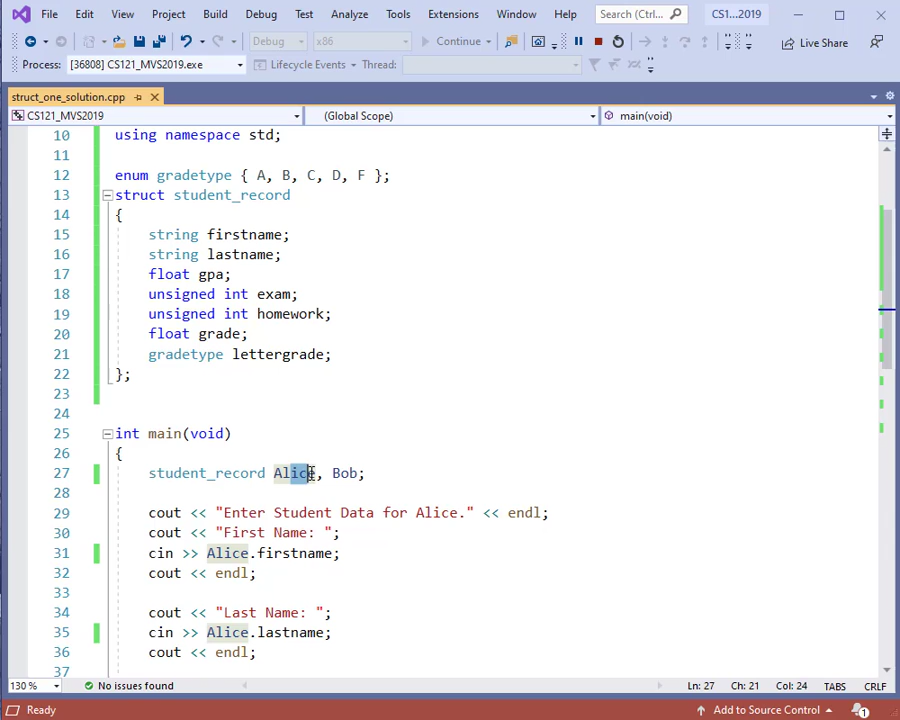 File Edit View Project Build Debug Test Analyze Tools Extensions Window Help Search (Ctrl... CS1...2019
Debug x86 Continue Live Share
Process: [36808] CS121_MVS2019.exe Lifecycle Events Thread:
struct_one_solution.cpp
CS121_MVS2019 (Global Scope) main(void)
10 using namespace std;
11
12 enum gradetype { A, B, C, D, F };
13 struct student_record
14 {
15 string firstname;
16 string lastname;
17 float gpa;
18 unsigned int exam;
19 unsigned int homework;
20 float grade;
21 gradetype lettergrade;
22 };
23
24
25 int main(void)
26 {
27 student_record Alice, Bob;
28
29 cout << "Enter Student Data for Alice." << endl;
30 cout << "First Name: ";
31 cin >> Alice.firstname;
32 cout << endl;
33
34 cout << "Last Name: ";
35 cin >> Alice.lastname;
36 cout << endl;
37
130 % No issues found Ln: 27 Ch: 21 Col: 24 TABS CRLF
Ready Add to Source Control 1